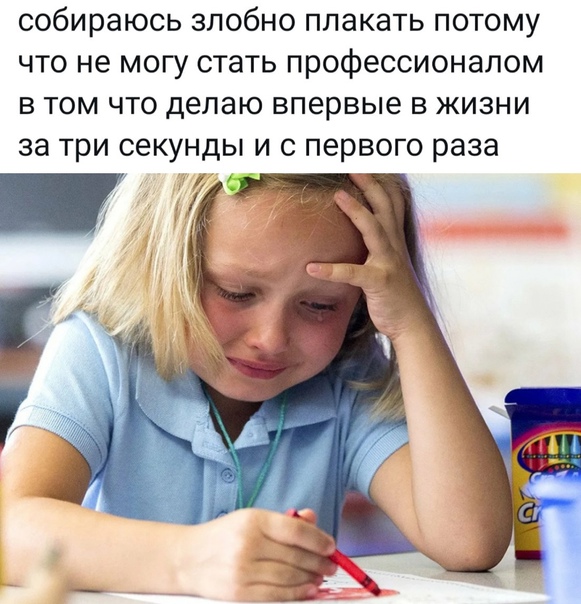 собираюсь злобно плакать потому
что не могу стать профессионалом
в том что делаю впервые в жизни
за три секунды и с первого раза